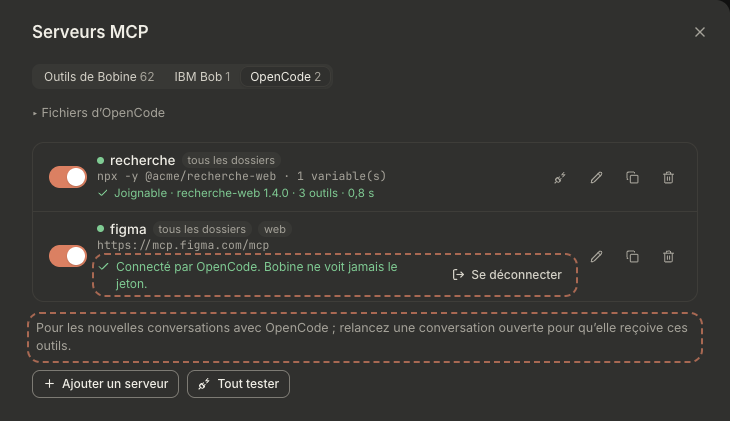 Serveurs MCP
Outils de Bobine 62 IBM Bob 1 OpenCode 2
Fichiers d’OpenCode
recherche tous les dossiers
npx -y @acme/recherche-web · 1 variable(s)
Joignable · recherche-web 1.4.0 · 3 outils · 0,8 s
figma tous les dossiers web
https://mcp.figma.com/mcp
Connecté par OpenCode. Bobine ne voit jamais le
jeton.
Se déconnecter
Pour les nouvelles conversations avec OpenCode ; relancez une conversation ouverte pour qu’elle reçoive ces
outils.
Ajouter un serveur Tout tester